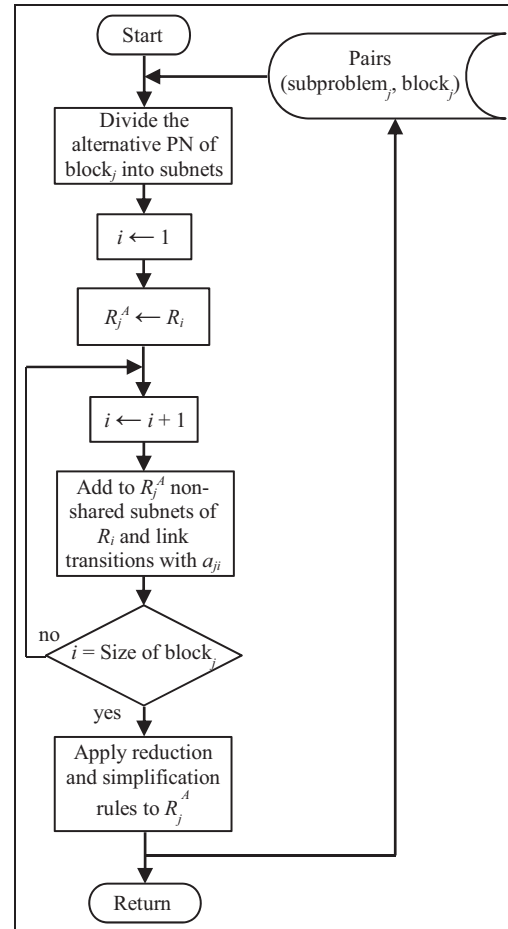 Start
Pairs
(subproblem_j, block_j)
Divide the
alternative PN of
block_j into subnets
i ← 1
R_j^A ← R_i
i ← i + 1
Add to R_j^A non-
shared subnets of
R_i and link
transitions with a_ji
no
i = Size of block_j
yes
Apply reduction
and simplification
rules to R_j^A
Return